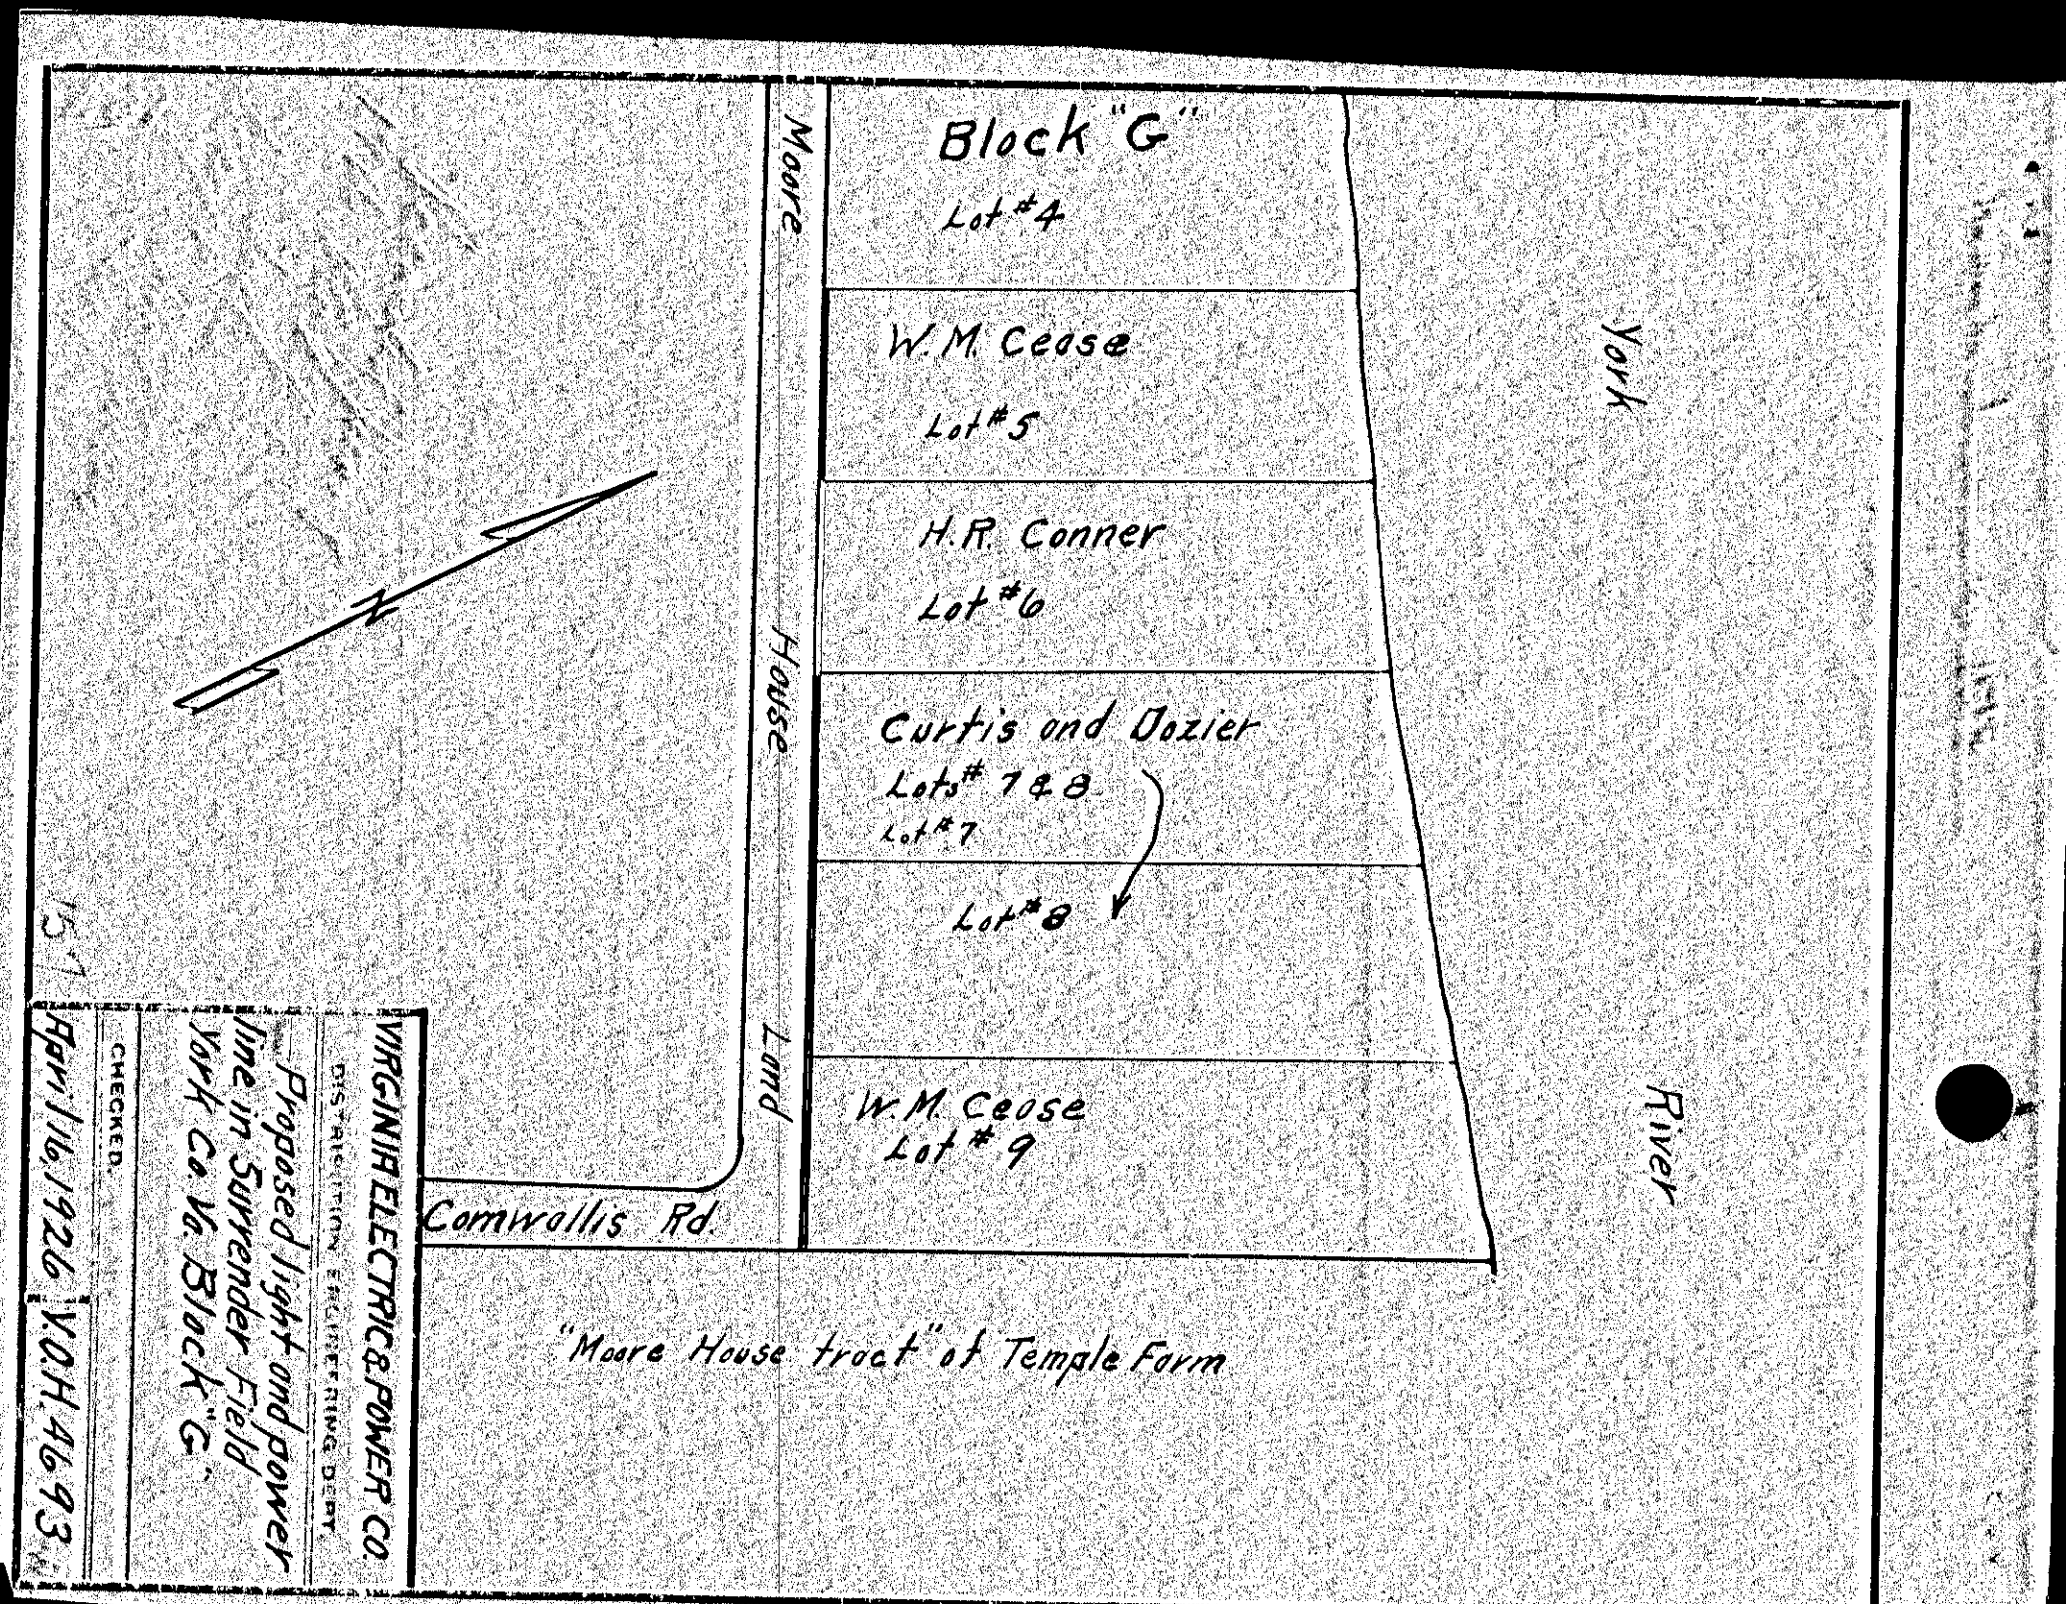 Block "G"
Lot #4
W. M. Cease
Lot #5
H. R. Conner
Lot #6
Curtis and Dozier
Lots # 7 & 8
Lot #7
Lot #8
W. M. Cease
Lot # 9
Moore House Land
Cornwallis Rd.
"Moore House tract" of Temple Farm
York River
VIRGINIA ELECTRIC & POWER CO.
DISTRIBUTION ENGINEERING DEPT.
Proposed light and power
line in Surrender Field
York Co. Va. Block "G"
CHECKED
April 16, 1926 V.O.H. 4693